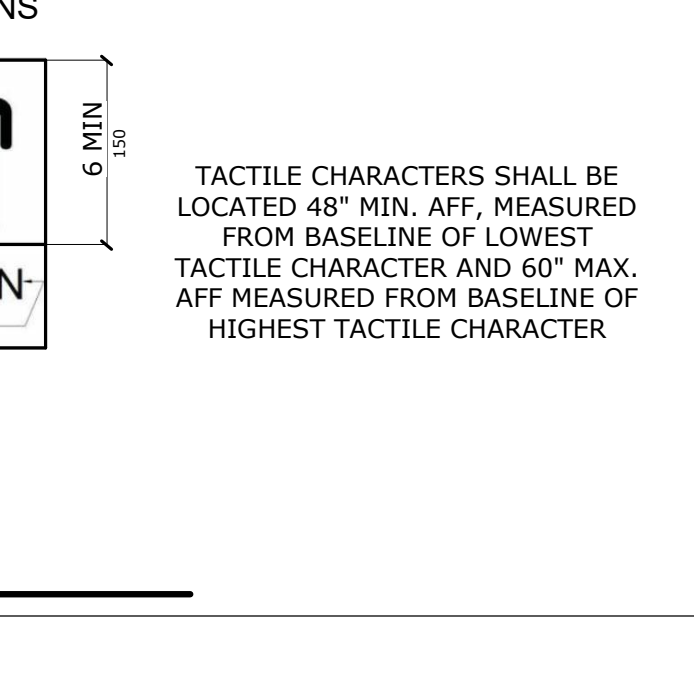 NS
6 MIN
150
TACTILE CHARACTERS SHALL BE
LOCATED 48" MIN. AFF, MEASURED
FROM BASELINE OF LOWEST
TACTILE CHARACTER AND 60" MAX.
AFF MEASURED FROM BASELINE OF
HIGHEST TACTILE CHARACTER
N